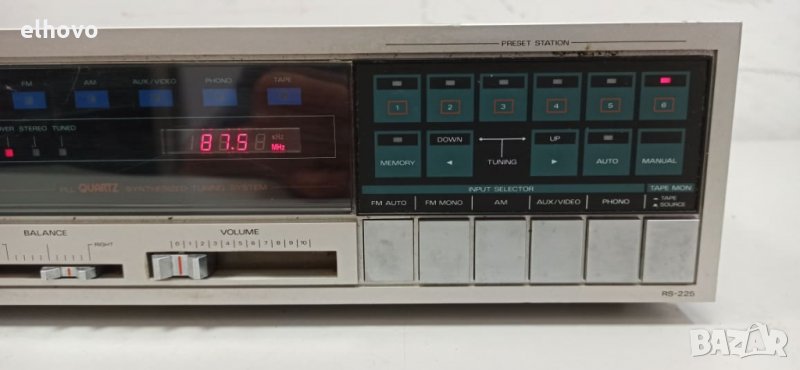 elhovo
PRESET STATION
FM AM AUX/VIDEO PHONO TAPE
1 2 3 4 5 6
STEREO TUNED
87.5 kHz
MHz
DOWN UP
MEMORY TUNING AUTO MANUAL
PLL QUARTZ SYNTHESIZED TUNING SYSTEM
INPUT SELECTOR TAPE MON
FM AUTO FM MONO AM AUX/VIDEO PHONO TAPE
SOURCE
BALANCE VOLUME
RIGHT 0 1 2 3 4 5 6 7 8 9 10
RS-225
BAZAR